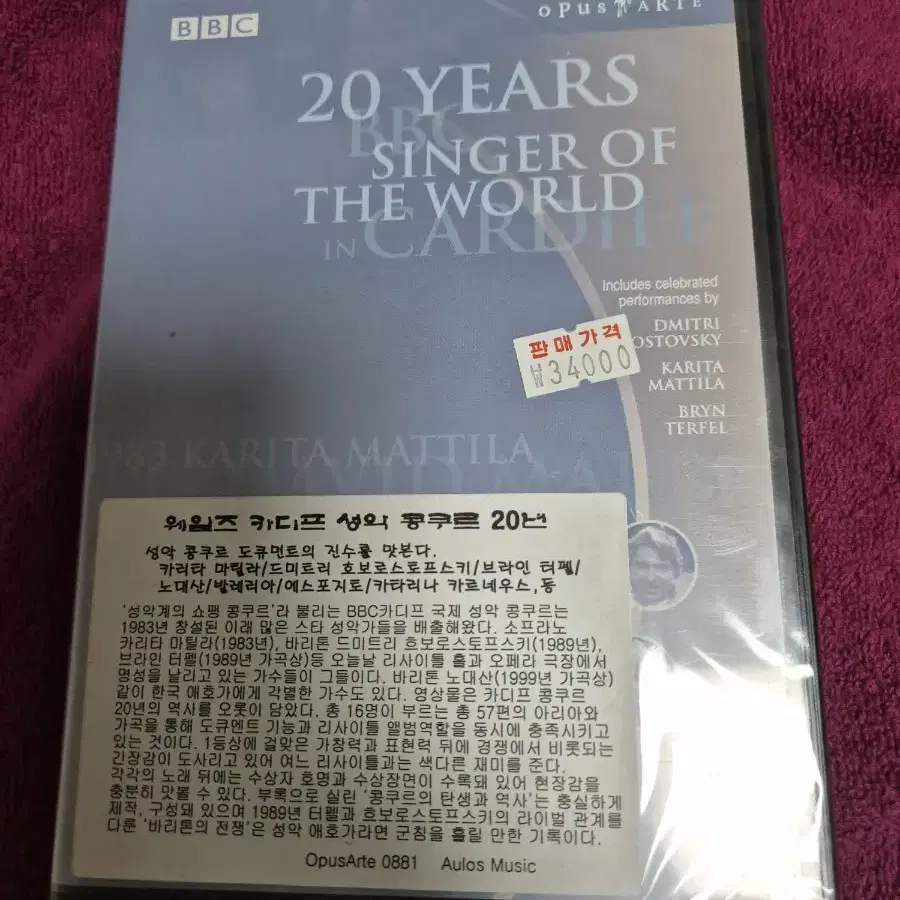 BBC
OPUS ARTE
20 YEARS
BBC
SINGER OF
THE WORLD
IN CARDIFF
Includes celebrated
performances by
DMITRI
OSTOVSKY
KARITA
MATTILA
BRYN
TERFEL
판매가격
₩34000
1983 KARITA MATTILA
웨일즈 카디프 성악 콩쿠르 20년
성악 콩쿠르 도큐먼트의 진수를 맛본다.
카리타 마틸라/드미트리 흐보로스토프스키/브라인 터펠/
노대산/발레리아/에스포지토/카타리나 카르네우스,등
‘성악계의 쇼팽 콩쿠르’라 불리는 BBC카디프 국제 성악 콩쿠르는
1983년 창설된 이래 많은 스타 성악가들을 배출해왔다. 소프라노
카리타 마틸라(1983년), 바리톤 드미트리 흐보로스토프스키(1989년),
브라인 터펠(1989년 가곡상)등 오늘날 리사이틀 홀과 오페라 극장에서
명성을 날리고 있는 가수들이 그들이다. 바리톤 노대산(1999년 가곡상)
같이 한국 애호가에게 각별한 가수도 있다. 영상물은 카디프 콩쿠르
20년의 역사를 오롯이 담았다. 총 16명이 부르는 총 57편의 아리아와
가곡을 통해 도큐멘트 기능과 리사이틀 앨범역할을 동시에 충족시키고
있는 것이다. 1등상에 걸맞은 가창력과 표현력 뒤에 경쟁에서 비롯되는
긴장감이 도사리고 있어 여느 리사이틀과는 색다른 재미를 준다.
각각의 노래 뒤에는 수상자 호명과 수상장면이 수록돼 있어 현장감을
충분히 맛볼 수 있다. 부록으로 실린 ‘콩쿠르의 탄생과 역사’는 충실하게
제작, 구성돼 있으며 1989년 터펠과 흐보로스토프스키의 라이벌 관계를
다룬 ‘바리톤의 전쟁’은 성악 애호가라면 군침을 흘릴 만한 기록이다.
OpusArte 0881 Aulos Music